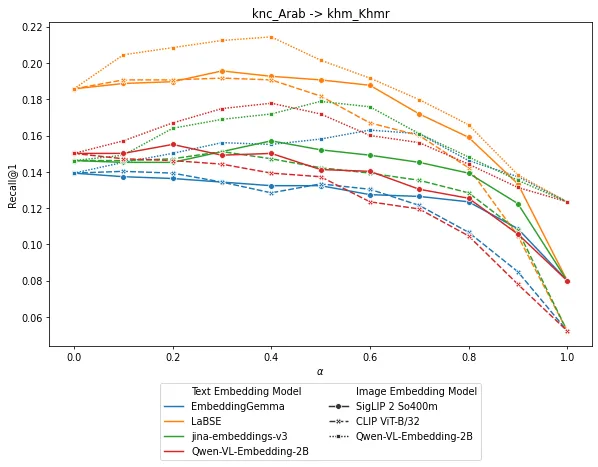 knc_Arab -> khm_Khmr
0.22
0.20
0.18
0.16
0.14
0.12
0.10
0.08
0.06
Recall@1
0.0 0.2 0.4 0.6 0.8 1.0
α
Text Embedding Model Image Embedding Model
EmbeddingGemma SigLIP 2 So400m
LaBSE CLIP ViT-B/32
jina-embeddings-v3 Qwen-VL-Embedding-2B
Qwen-VL-Embedding-2B